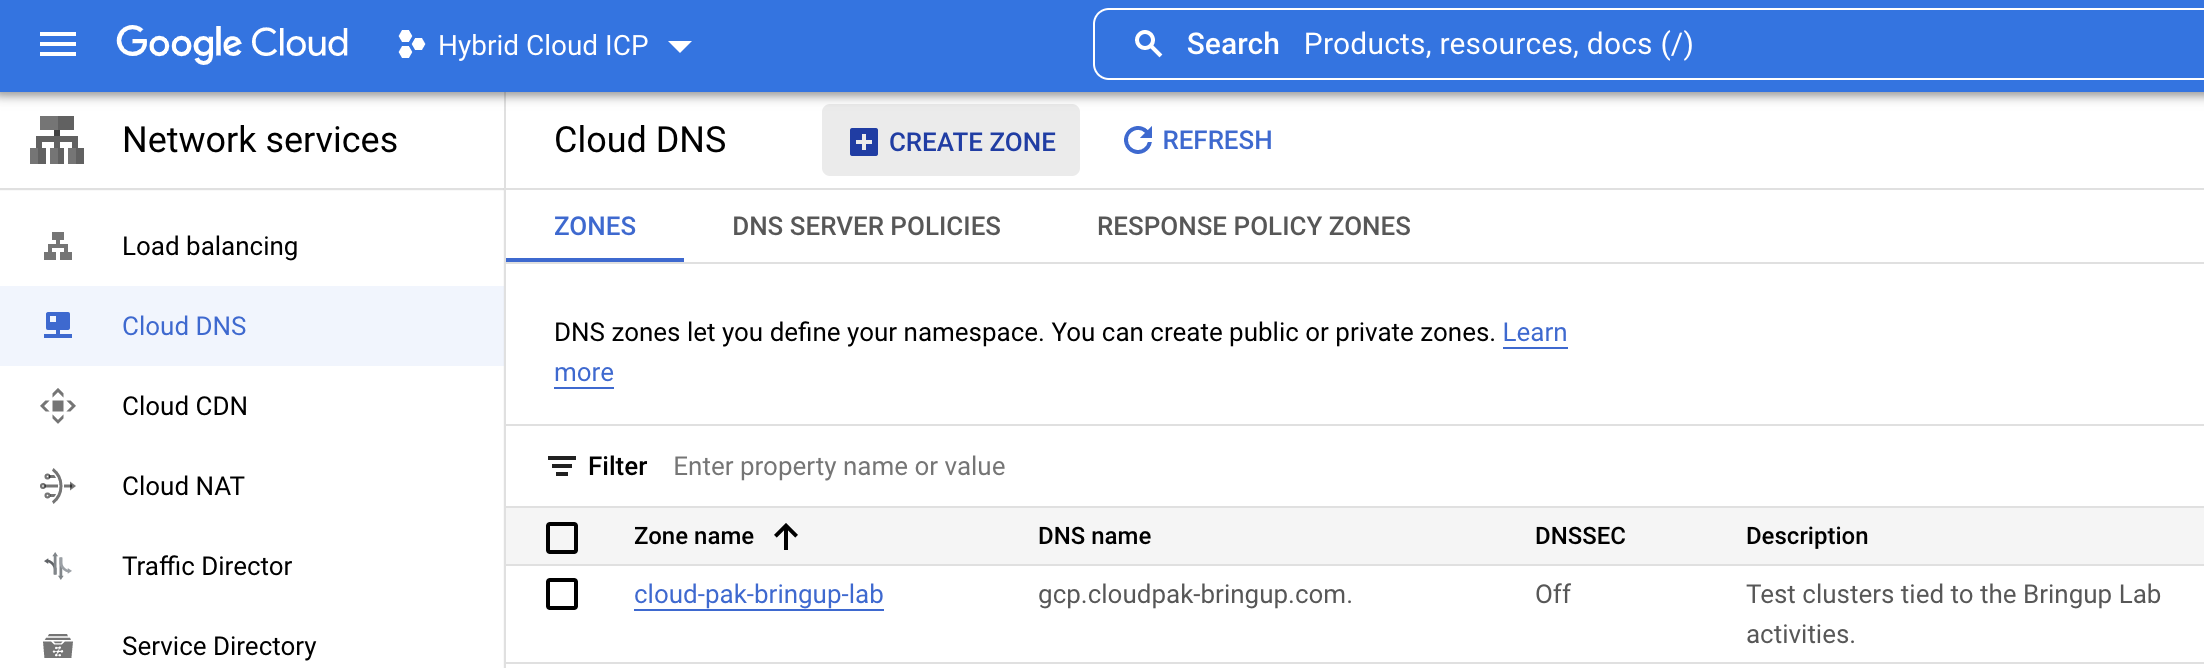 Google Cloud Hybrid Cloud ICP Search Products, resources, docs (/)
Network services
Load balancing
Cloud DNS
Cloud CDN
Cloud NAT
Traffic Director
Service Directory
Cloud DNS CREATE ZONE REFRESH
ZONES DNS SERVER POLICIES RESPONSE POLICY ZONES
DNS zones let you define your namespace. You can create public or private zones. Learn
more
Filter Enter property name or value
Zone name DNS name DNSSEC Description
cloud-pak-bringup-lab gcp.cloudpak-bringup.com. Off Test clusters tied to the Bringup Lab
activities.